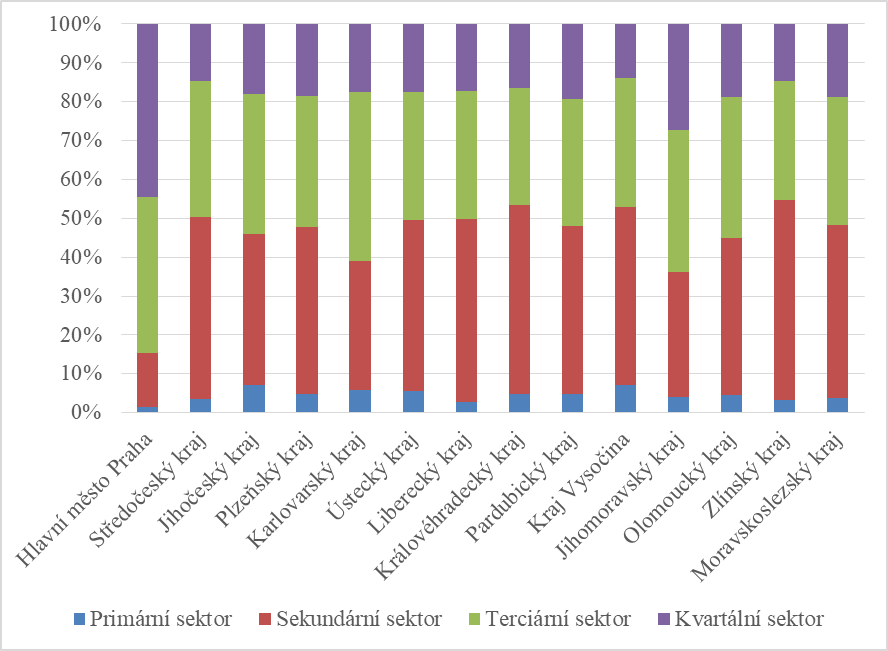 100%
90%
80%
70%
60%
50%
40%
30%
20%
10%
0%
Hlavní město Praha
Středočeský kraj
Jihočeský kraj
Plzeňský kraj
Karlovarský kraj
Ústecký kraj
Liberecký kraj
Královéhradecký kraj
Pardubický kraj
Kraj Vysočina
Jihomoravský kraj
Olomoucký kraj
Zlínský kraj
Moravskoslezský kraj
Primární sektor Sekundární sektor Terciární sektor Kvartální sektor